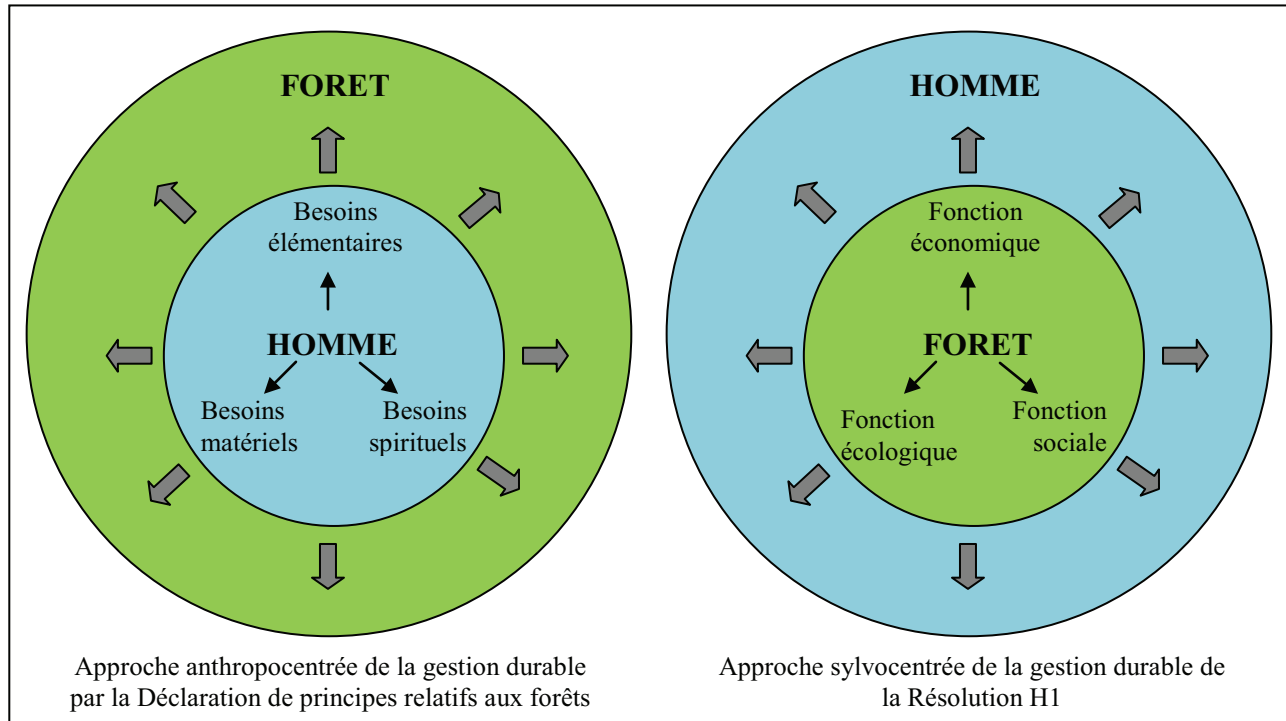 FORET
Besoins
élémentaires
HOMME
Besoins
matériels
Besoins
spirituels
Approche anthropocentrée de la gestion durable
par la Déclaration de principes relatifs aux forêts
HOMME
Fonction
économique
FORET
Fonction
écologique
Fonction
sociale
Approche sylvocentrée de la gestion durable de
la Résolution H1